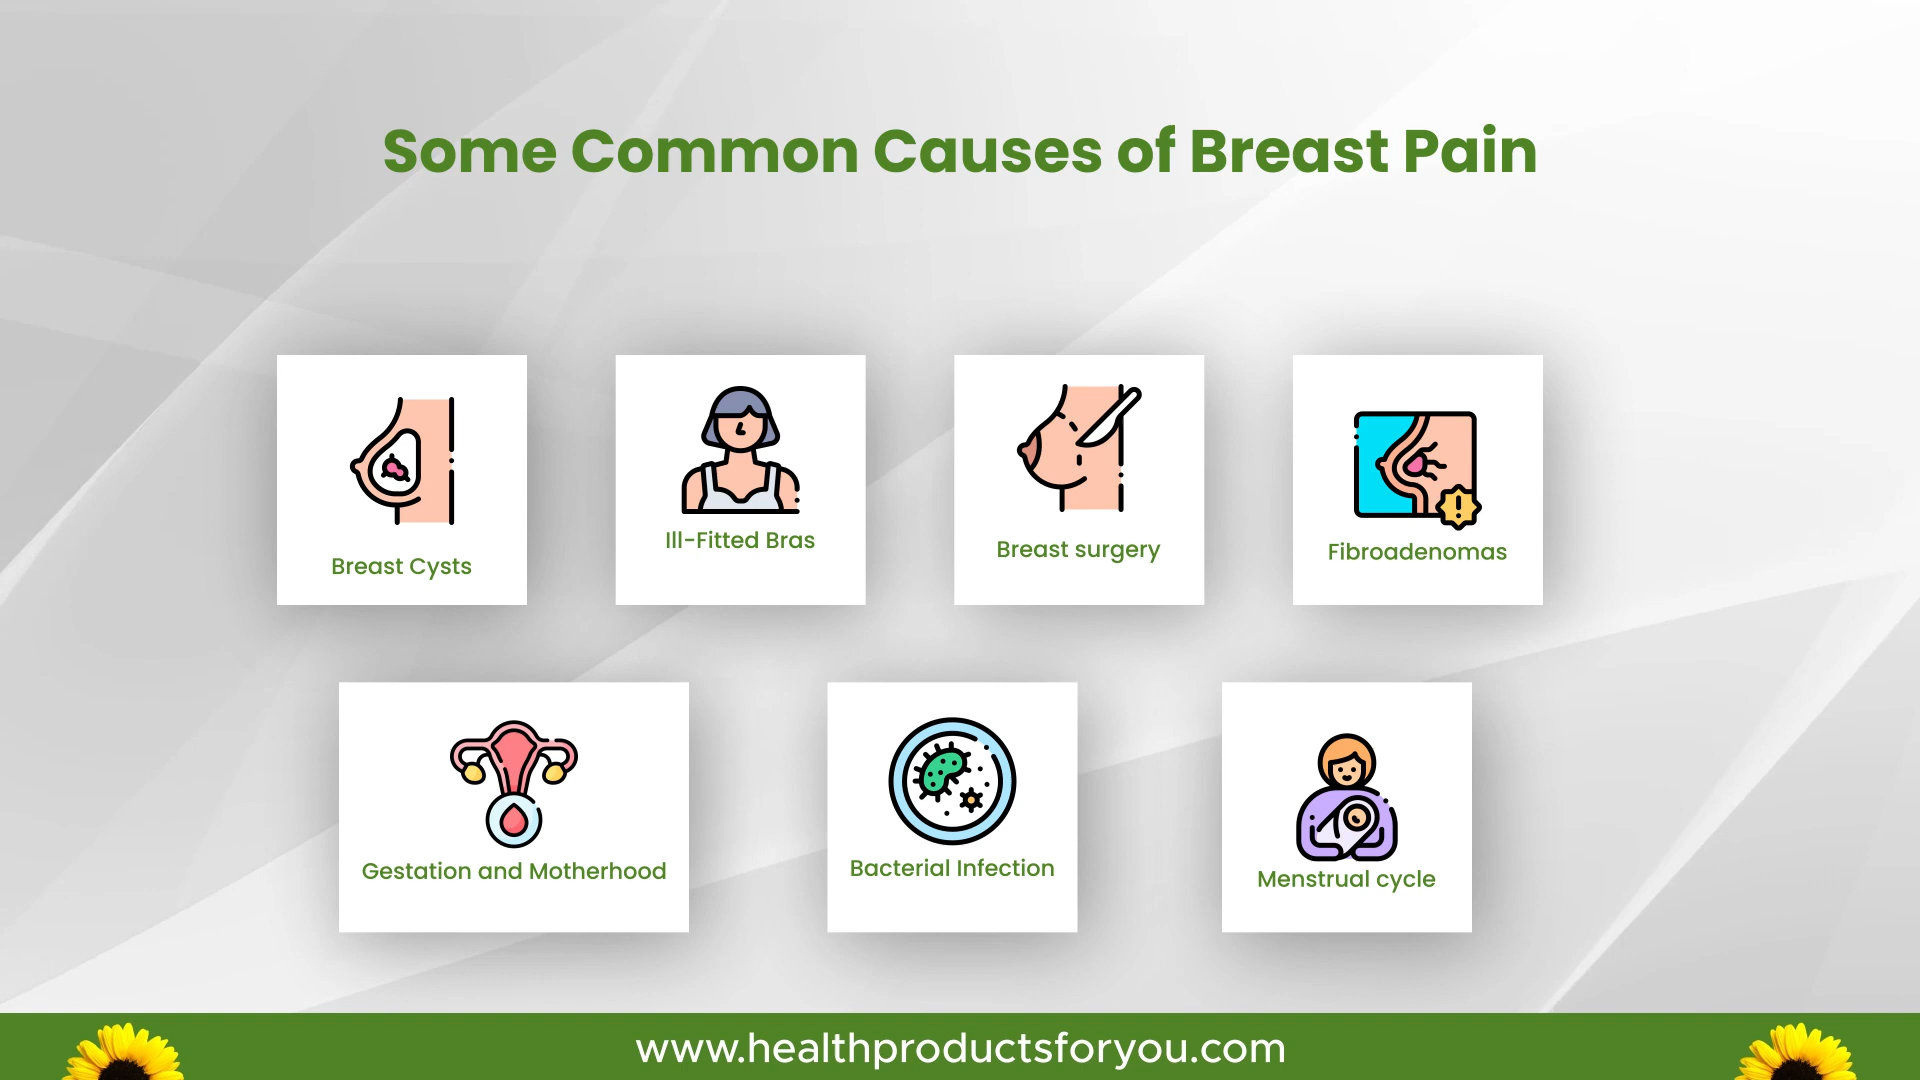 Some Common Causes of Breast Pain
Breast Cysts
Ill-Fitted Bras
Breast surgery
Fibroadenomas
Gestation and Motherhood
Bacterial Infection
Menstrual cycle
www.healthproductsforyou.com